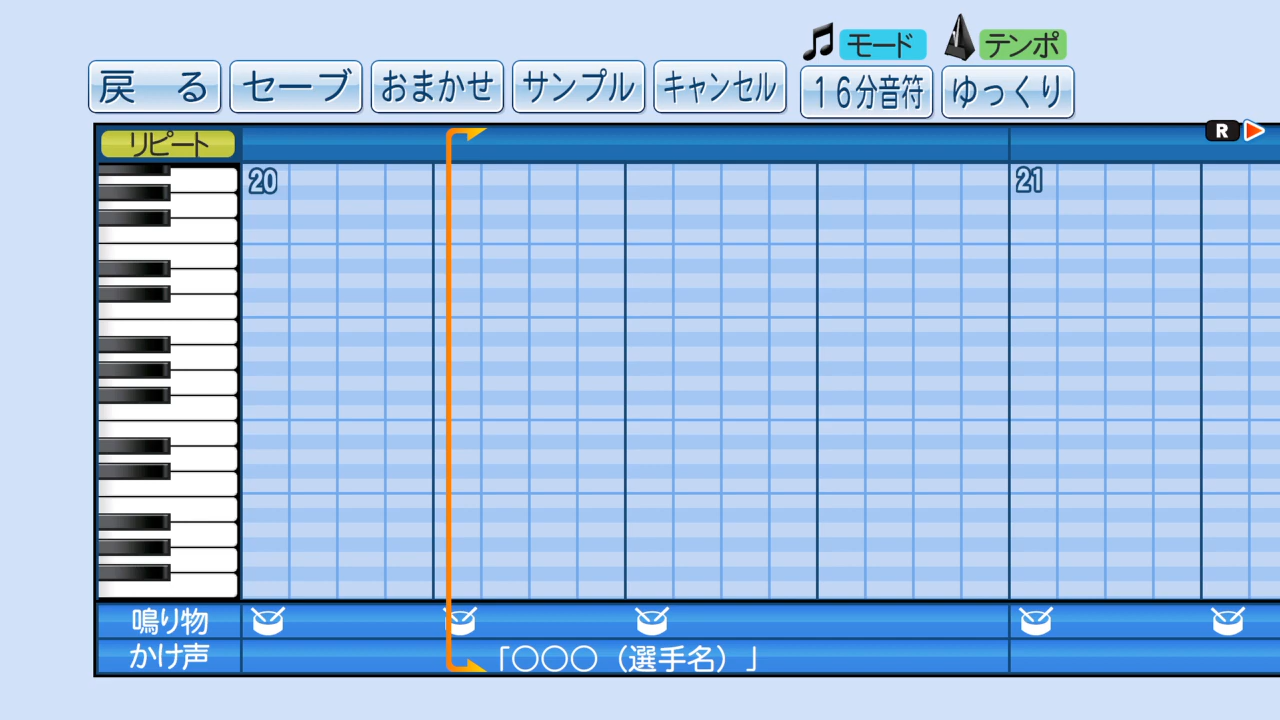 モード テンポ
戻る セーブ おまかせ サンプル キャンセル 16分音符 ゆっくり
リピート R
20 21
鳴り物
かけ声 「○○○（選手名）」